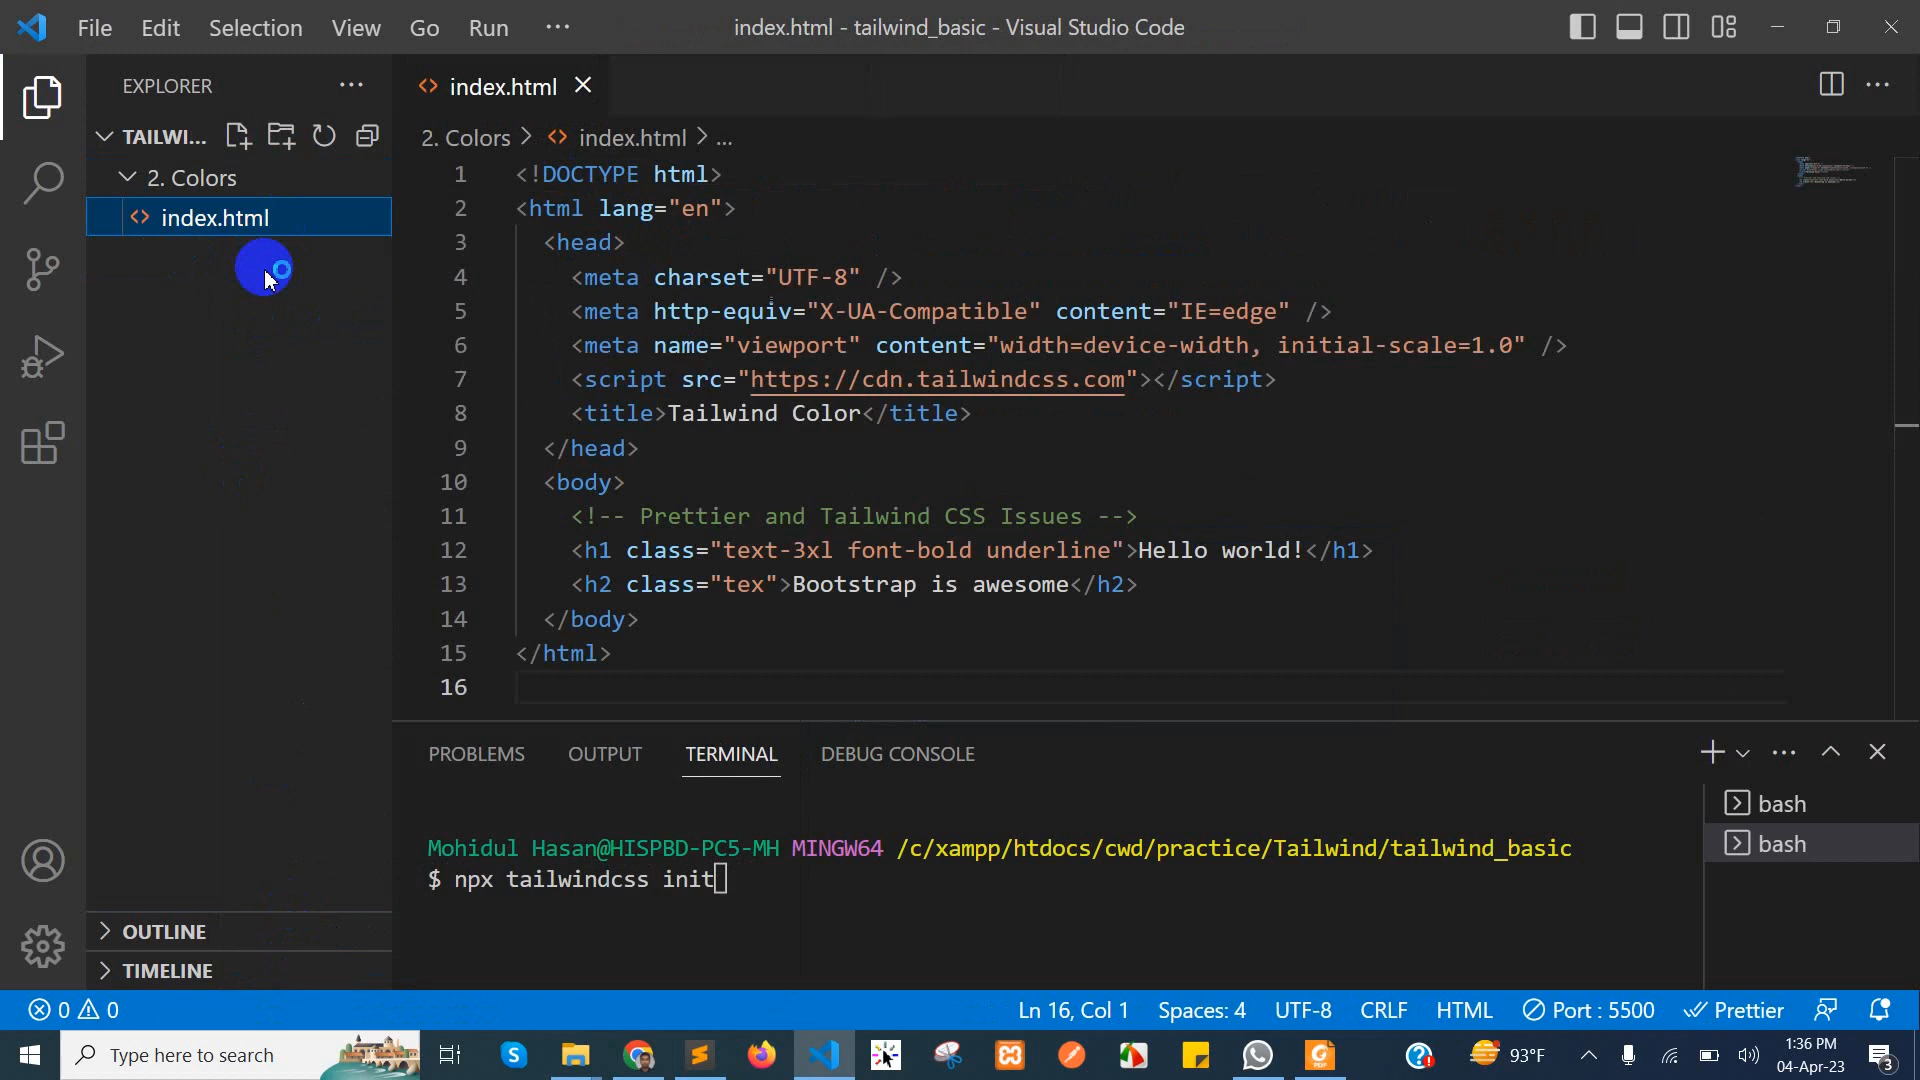 File Edit Selection View Go Run ··· index.html - tailwind_basic - Visual Studio Code
EXPLORER ···
TAILWI...
2. Colors
index.html
index.html
2. Colors > index.html > ...
1 <!DOCTYPE html>
2 <html lang="en">
3 <head>
4 <meta charset="UTF-8" />
5 <meta http-equiv="X-UA-Compatible" content="IE=edge" />
6 <meta name="viewport" content="width=device-width, initial-scale=1.0" />
7 <script src="https://cdn.tailwindcss.com"></script>
8 <title>Tailwind Color</title>
9 </head>
10 <body>
11 <!-- Prettier and Tailwind CSS Issues -->
12 <h1 class="text-3xl font-bold underline">Hello world!</h1>
13 <h2 class="tex">Bootstrap is awesome</h2>
14 </body>
15 </html>
16
PROBLEMS OUTPUT TERMINAL DEBUG CONSOLE
bash
bash
Mohidul Hasan@HISPBD-PC5-MH MINGW64 /c/xampp/htdocs/cwd/practice/Tailwind/tailwind_basic
$ npx tailwindcss init
OUTLINE
TIMELINE
0 0 Ln 16, Col 1 Spaces: 4 UTF-8 CRLF HTML Port : 5500 Prettier
Type here to search 93°F 1:36 PM
04-Apr-23 3